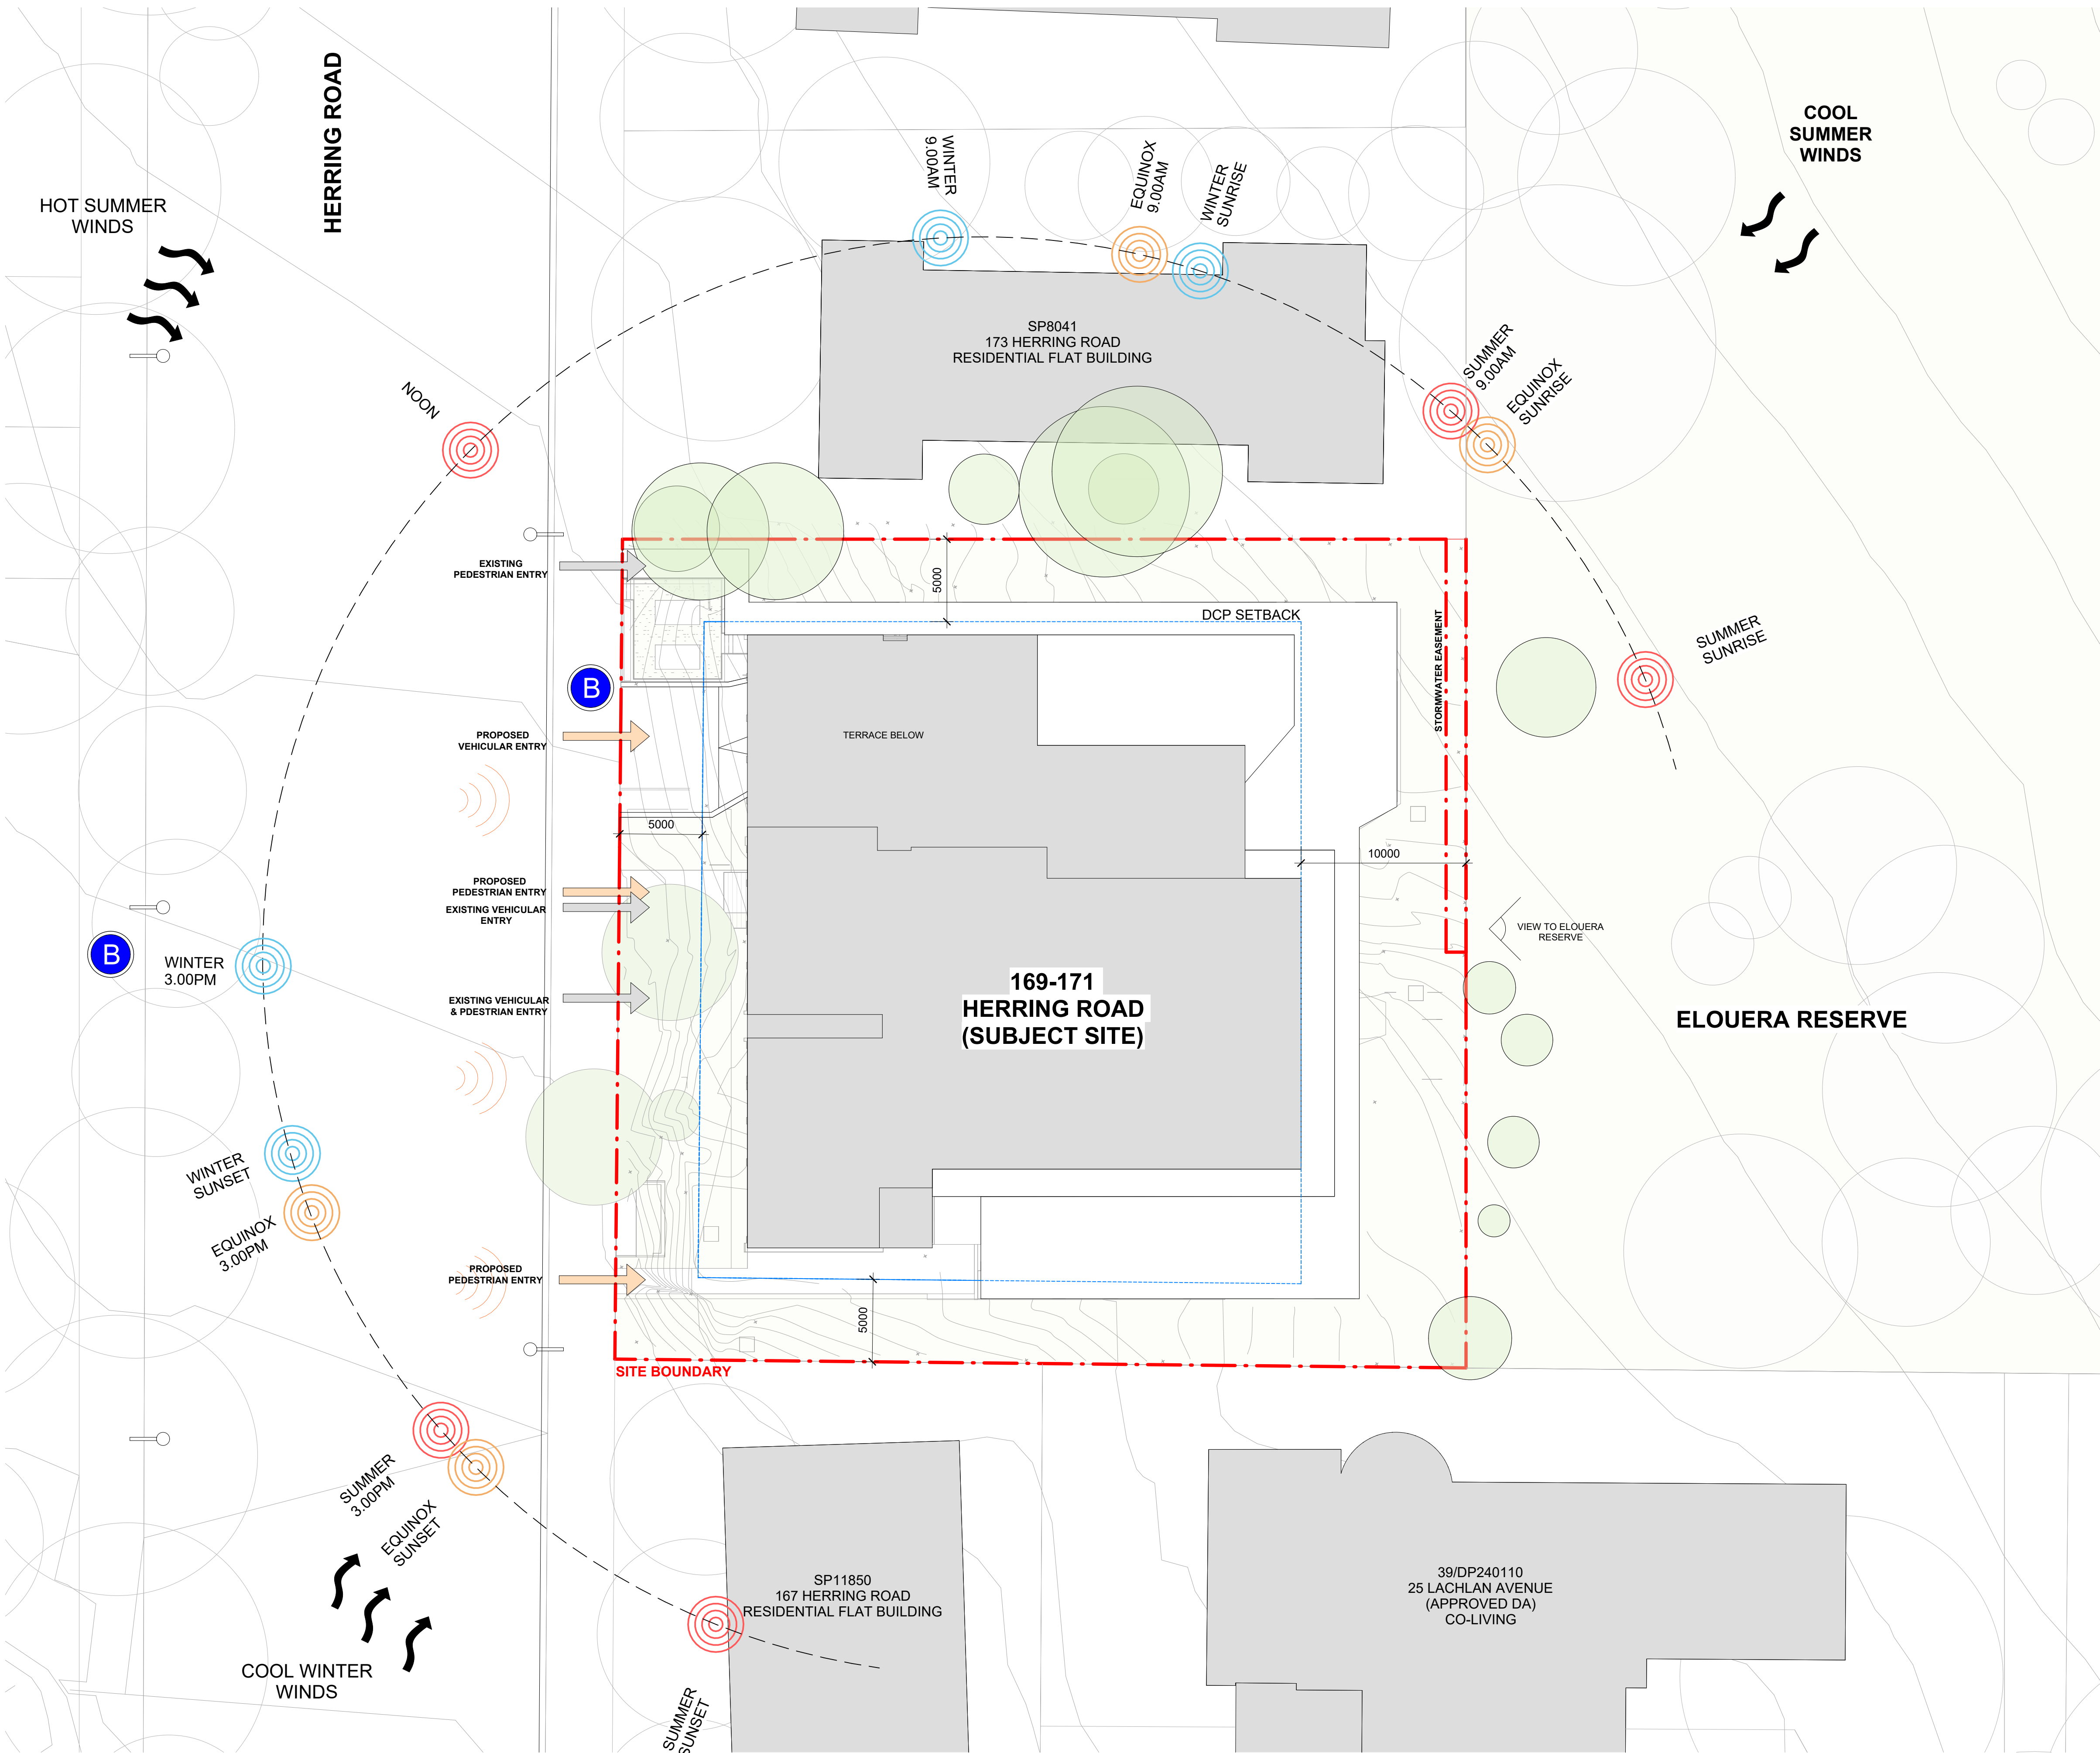 HERRING ROAD
COOL
SUMMER
WINDS
HOT SUMMER
WINDS
WINTER
9.00AM
EQUINOX
9.00AM
WINTER
SUNRISE
SP8041
173 HERRING ROAD
RESIDENTIAL FLAT BUILDING
SUMMER
9.00AM
EQUINOX
SUNRISE
NOON
EXISTING
PEDESTRIAN ENTRY
5000
DCP SETBACK
STORMWATER EASEMENT
SUMMER
SUNRISE
B
PROPOSED
VEHICULAR ENTRY
TERRACE BELOW
5000
10000
PROPOSED
PEDESTRIAN ENTRY
EXISTING VEHICULAR
ENTRY
VIEW TO ELOUERA
RESERVE
B
WINTER
3.00PM
EXISTING VEHICULAR
& PDESTRIAN ENTRY
169-171
HERRING ROAD
(SUBJECT SITE)
ELOUERA RESERVE
WINTER
SUNSET
EQUINOX
3.00PM
PROPOSED
PEDESTRIAN ENTRY
5000
SITE BOUNDARY
SUMMER
3.00PM
EQUINOX
SUNSET
SP11850
167 HERRING ROAD
RESIDENTIAL FLAT BUILDING
39/DP240110
25 LACHLAN AVENUE
(APPROVED DA)
CO-LIVING
COOL WINTER
WINDS
SUMMER
SUNSET